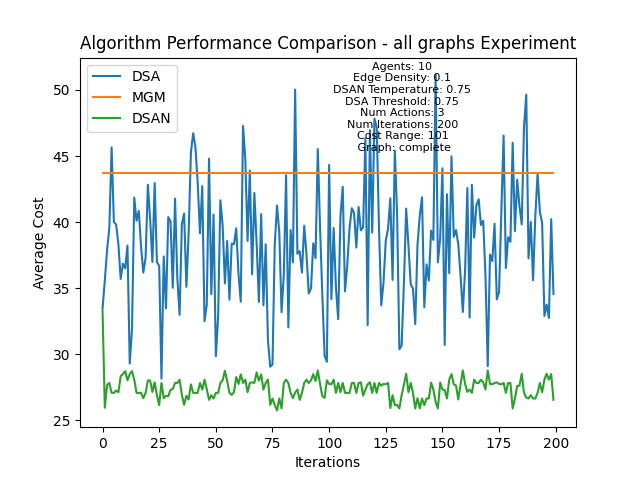 Algorithm Performance Comparison - all graphs Experiment
DSA
MGM
DSAN
Agents: 10
Edge Density: 0.1
DSAN Temperature: 0.75
DSA Threshold: 0.75
Num Actions: 3
Num Iterations: 200
Cost Range: 101
Graph: complete
Average Cost
50
45
40
35
30
25
0
25
50
75
100
125
150
175
200
Iterations